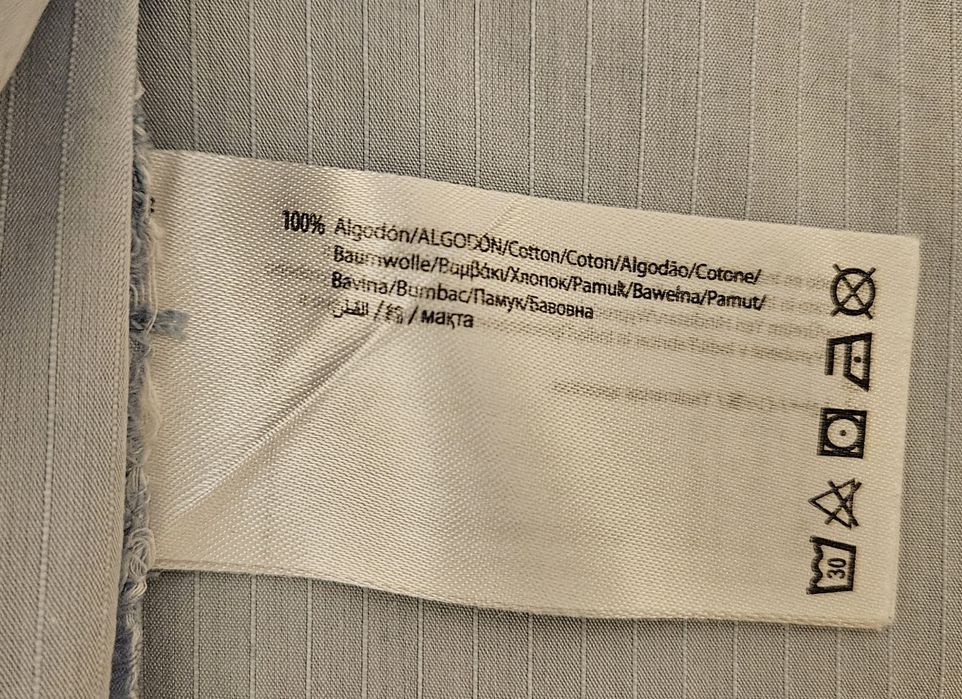 100% Algodón/ALGODÓN/Cotton/Coton/Algodão/Cotone/
Baumwolle/Βαμβάκι/Хлопок/Pamuk/Bawełna/Pamut/
Bavlna/Bumbac/Памук/Бавовна
القطن / 棉 / мақта
30